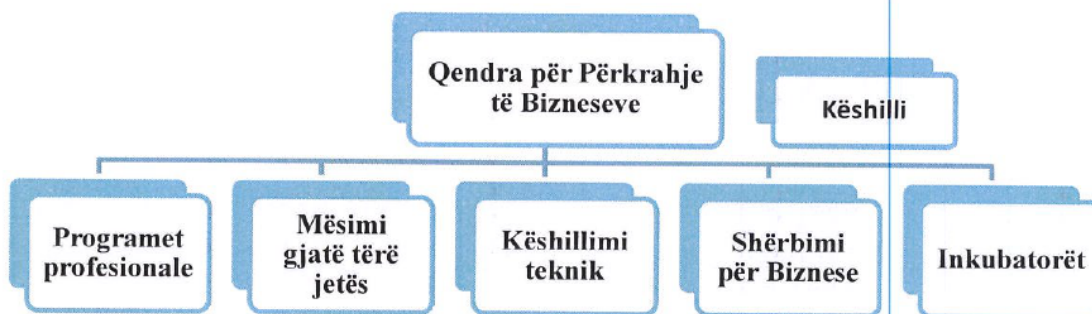 Qendra për Përkrahje
të Bizneseve
Këshilli
Programet
profesionale
Mësimi
gjatë tërë
jetës
Këshillimi
teknik
Shërbimi
për Biznese
Inkubatorët